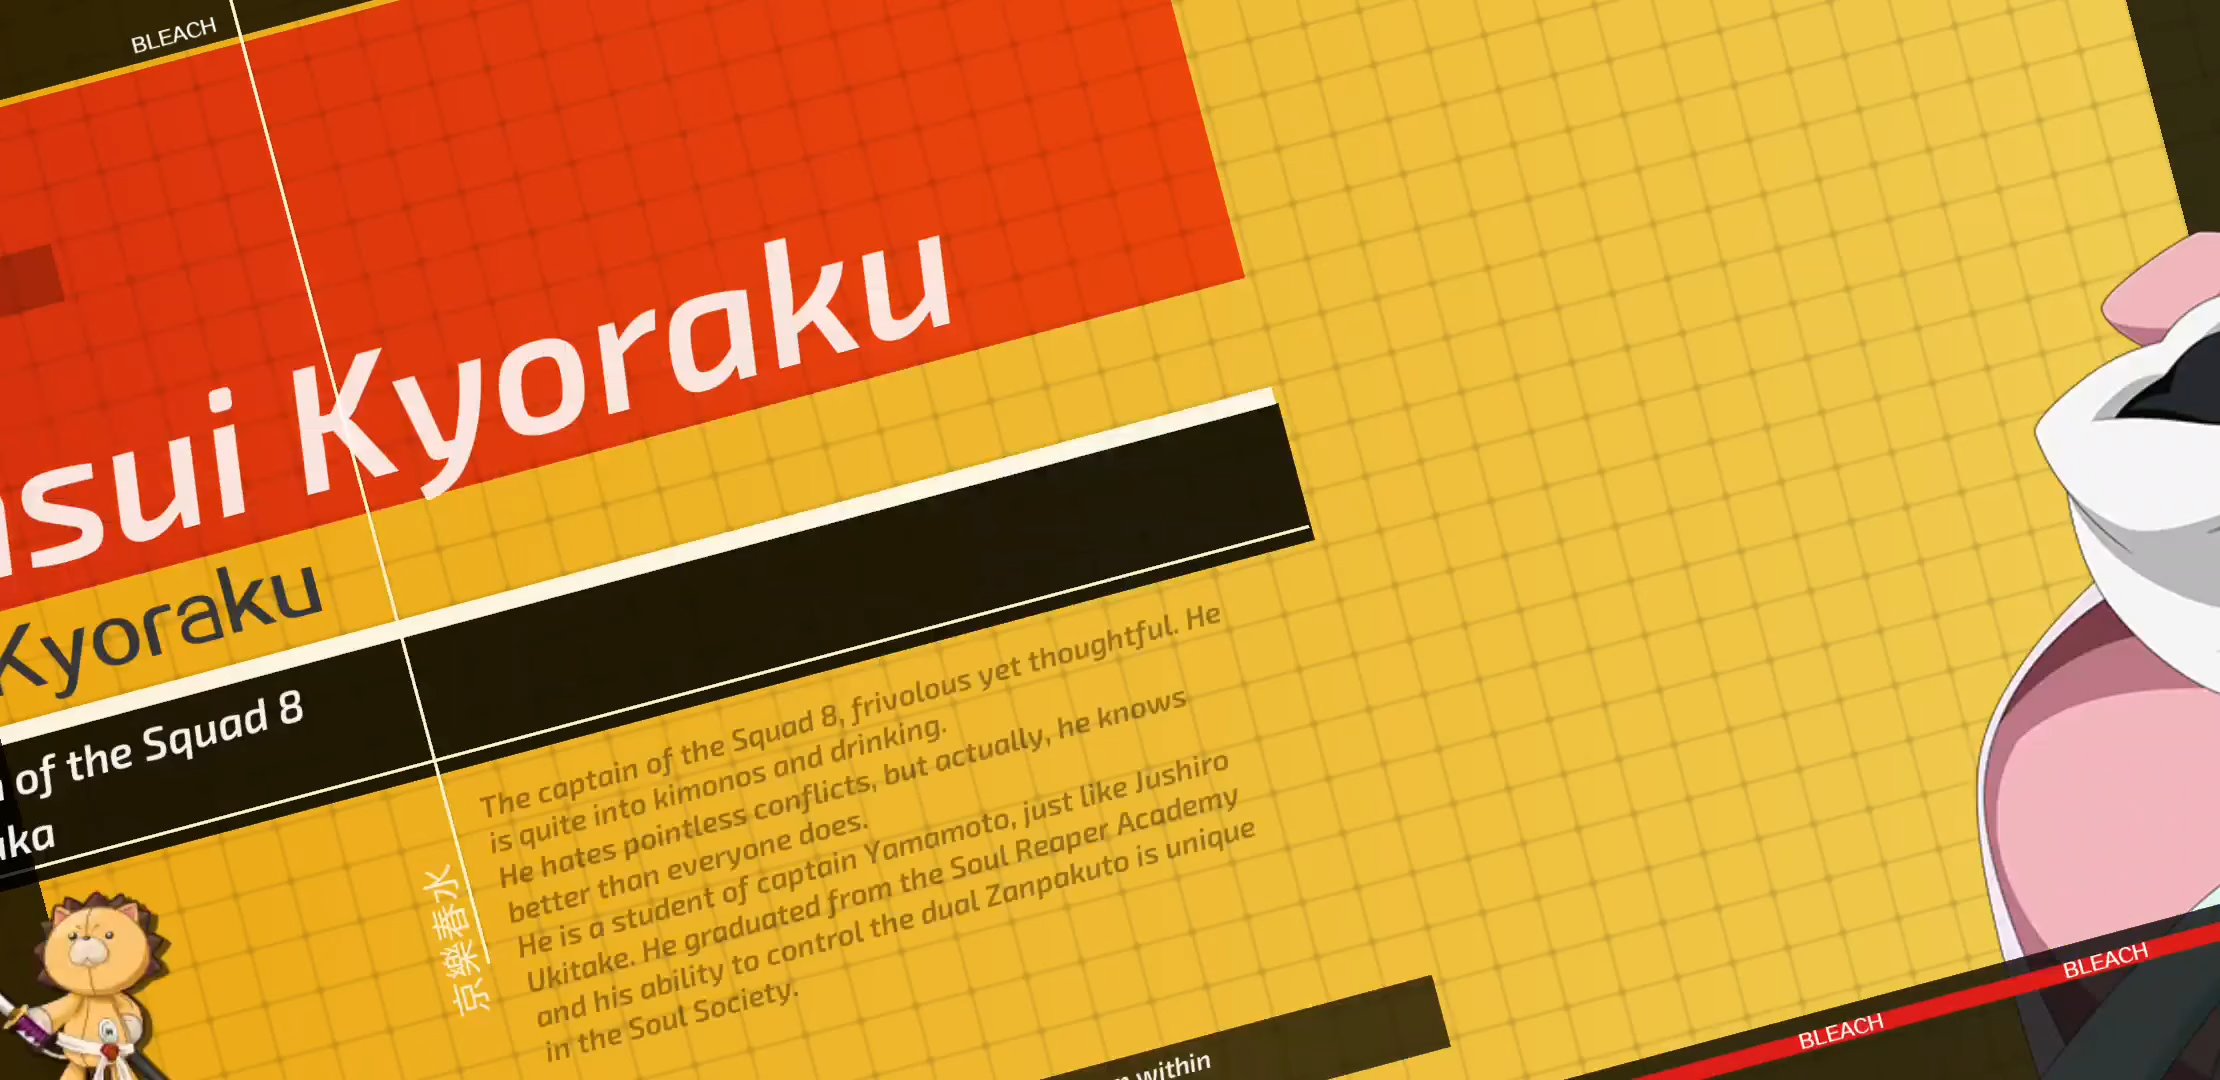 BLEACH
sui Kyoraku
Kyoraku
of the Squad 8
The captain of the Squad 8, frivolous yet thoughtful. He
is quite into kimonos and drinking.
He hates pointless conflicts, but actually, he knows
better than everyone does.
He is a student of captain Yamamoto, just like Jushiro
Ukitake. He graduated from the Soul Reaper Academy
and his ability to control the dual Zanpakuto is unique
in the Soul Society.
京樂春水
within
BLEACH
BLEACH